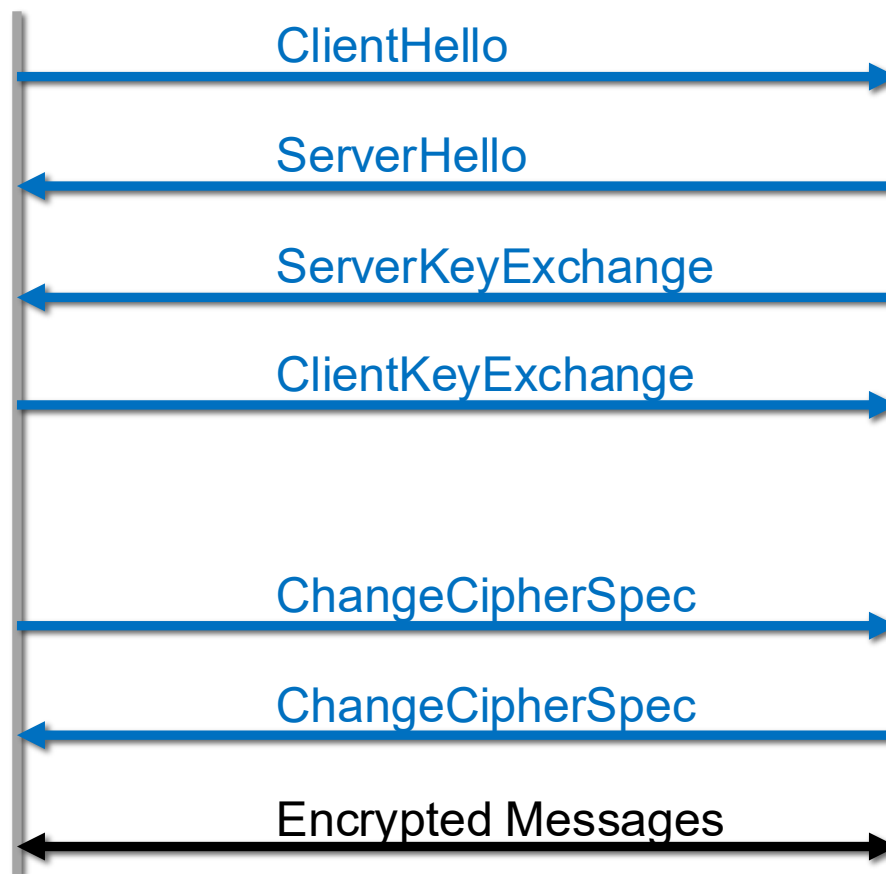 ClientHello
ServerHello
ServerKeyExchange
ClientKeyExchange
ChangeCipherSpec
ChangeCipherSpec
Encrypted Messages